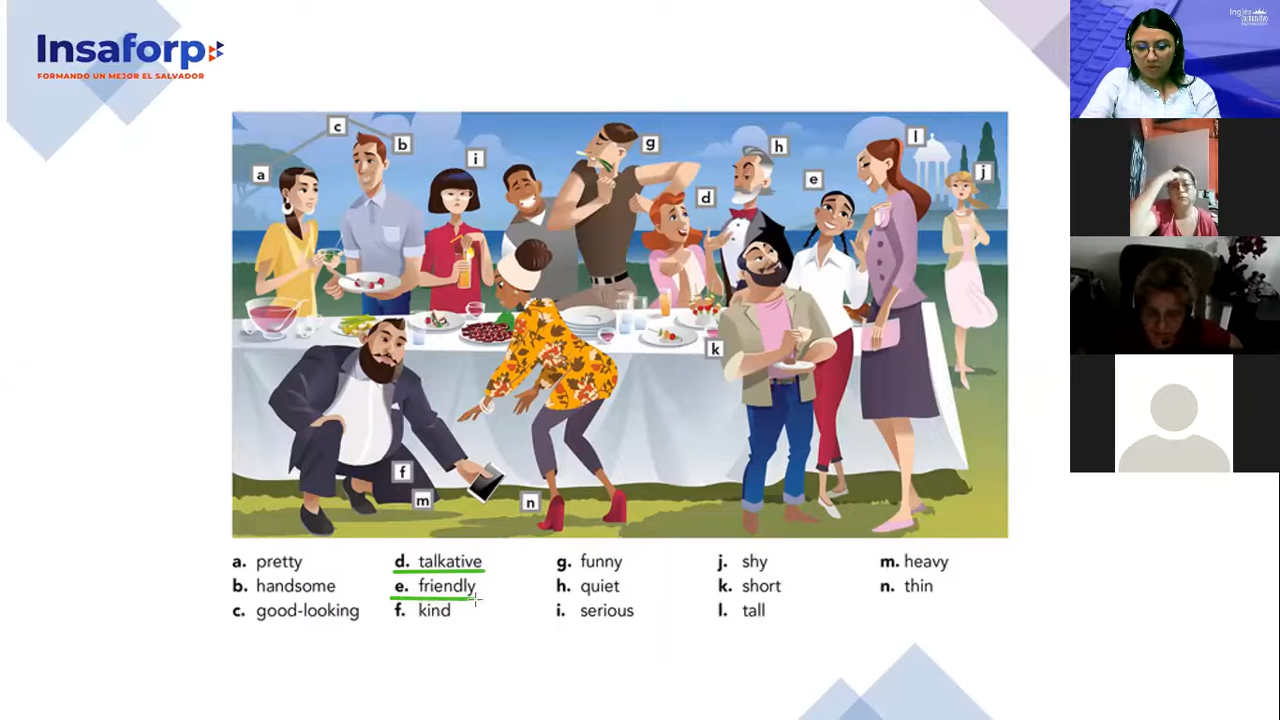 Insaforp
FORMANDO UN MEJOR EL SALVADOR
Inglés
c
b
g
l
a
i
h
j
e
d
k
f
m
n
a. pretty
d. talkative
g. funny
j. shy
m. heavy
b. handsome
e. friendly
h. quiet
k. short
n. thin
c. good-looking
f. kind
i. serious
l. tall